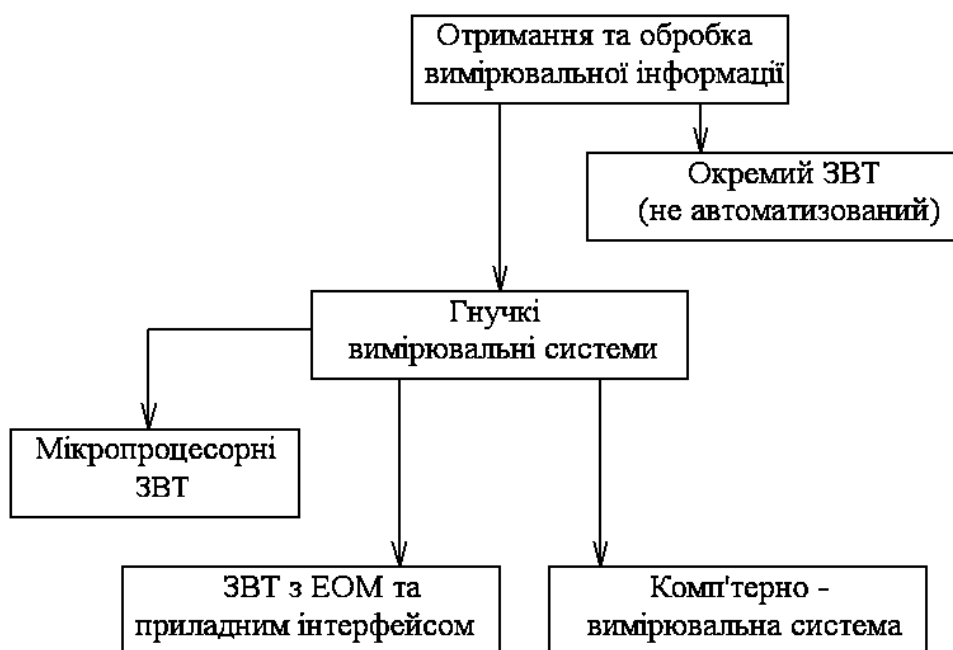 Отримання та обробка
вимірювальної інформації
Окремий ЗВТ
(не автоматизований)
Гнучкі
вимірювальні системи
Мікропроцесорні
ЗВТ
ЗВТ з ЕОМ та
приладним інтерфейсом
Комп'терно -
вимірювальна система